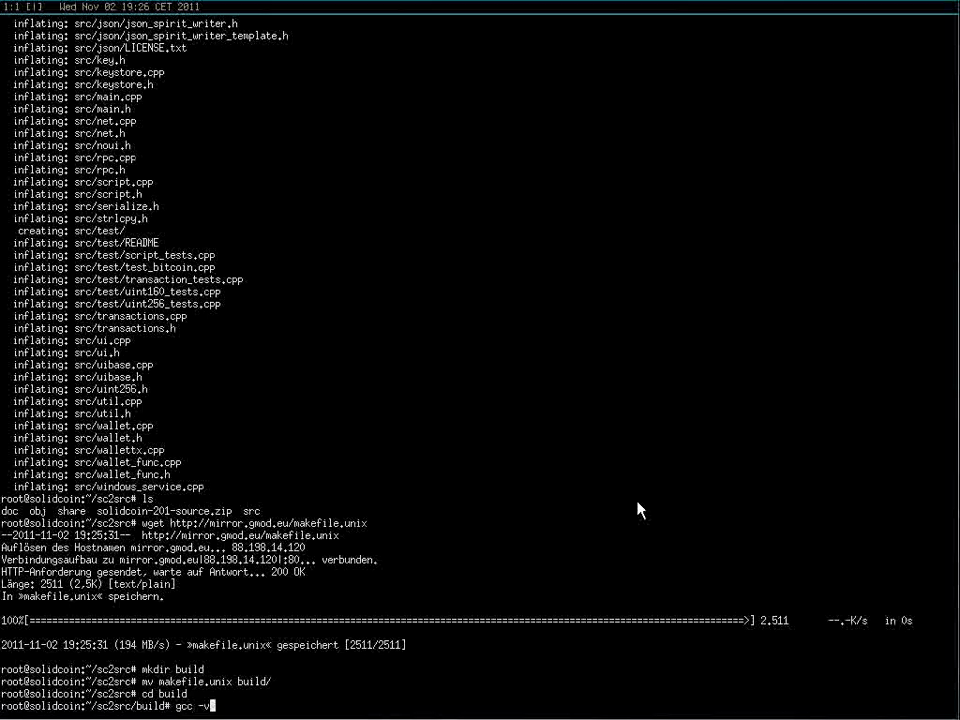 1:1 [|] Wed Nov 02 19:26 CET 2011
inflating: src/json/json_spirit_writer.h
inflating: src/json/json_spirit_writer_template.h
inflating: src/json/LICENSE.txt
inflating: src/key.h
inflating: src/keystore.cpp
inflating: src/keystore.h
inflating: src/main.cpp
inflating: src/main.h
inflating: src/net.cpp
inflating: src/net.h
inflating: src/noui.h
inflating: src/rpc.cpp
inflating: src/rpc.h
inflating: src/script.cpp
inflating: src/script.h
inflating: src/serialize.h
inflating: src/strlcpy.h
creating: src/test/
inflating: src/test/README
inflating: src/test/script_tests.cpp
inflating: src/test/test_bitcoin.cpp
inflating: src/test/transaction_tests.cpp
inflating: src/test/uint160_tests.cpp
inflating: src/test/uint256_tests.cpp
inflating: src/transactions.cpp
inflating: src/transactions.h
inflating: src/ui.cpp
inflating: src/ui.h
inflating: src/uibase.cpp
inflating: src/uibase.h
inflating: src/uint256.h
inflating: src/util.cpp
inflating: src/util.h
inflating: src/wallet.cpp
inflating: src/wallet.h
inflating: src/wallettx.cpp
inflating: src/wallet_func.cpp
inflating: src/wallet_func.h
inflating: src/windows_service.cpp
root@solidcoin:~/sc2src# ls
doc obj share solidcoin-201-source.zip src
root@solidcoin:~/sc2src# wget http://mirror.gmod.eu/makefile.unix
--2011-11-02 19:25:31-- http://mirror.gmod.eu/makefile.unix
Auflösen des Hostnamen mirror.gmod.eu... 88.198.14.120
Verbindungsaufbau zu mirror.gmod.eu|88.198.14.120|:80... verbunden.
HTTP-Anforderung gesendet, warte auf Antwort... 200 OK
Länge: 2511 (2,5K) [text/plain]
In »makefile.unix« speichern.
100%[======================================================================================================================>] 2.511 --.-K/s in 0s
2011-11-02 19:25:31 (194 MB/s) - »makefile.unix« gespeichert [2511/2511]
root@solidcoin:~/sc2src# mkdir build
root@solidcoin:~/sc2src# mv makefile.unix build/
root@solidcoin:~/sc2src# cd build
root@solidcoin:~/sc2src/build# gcc -v